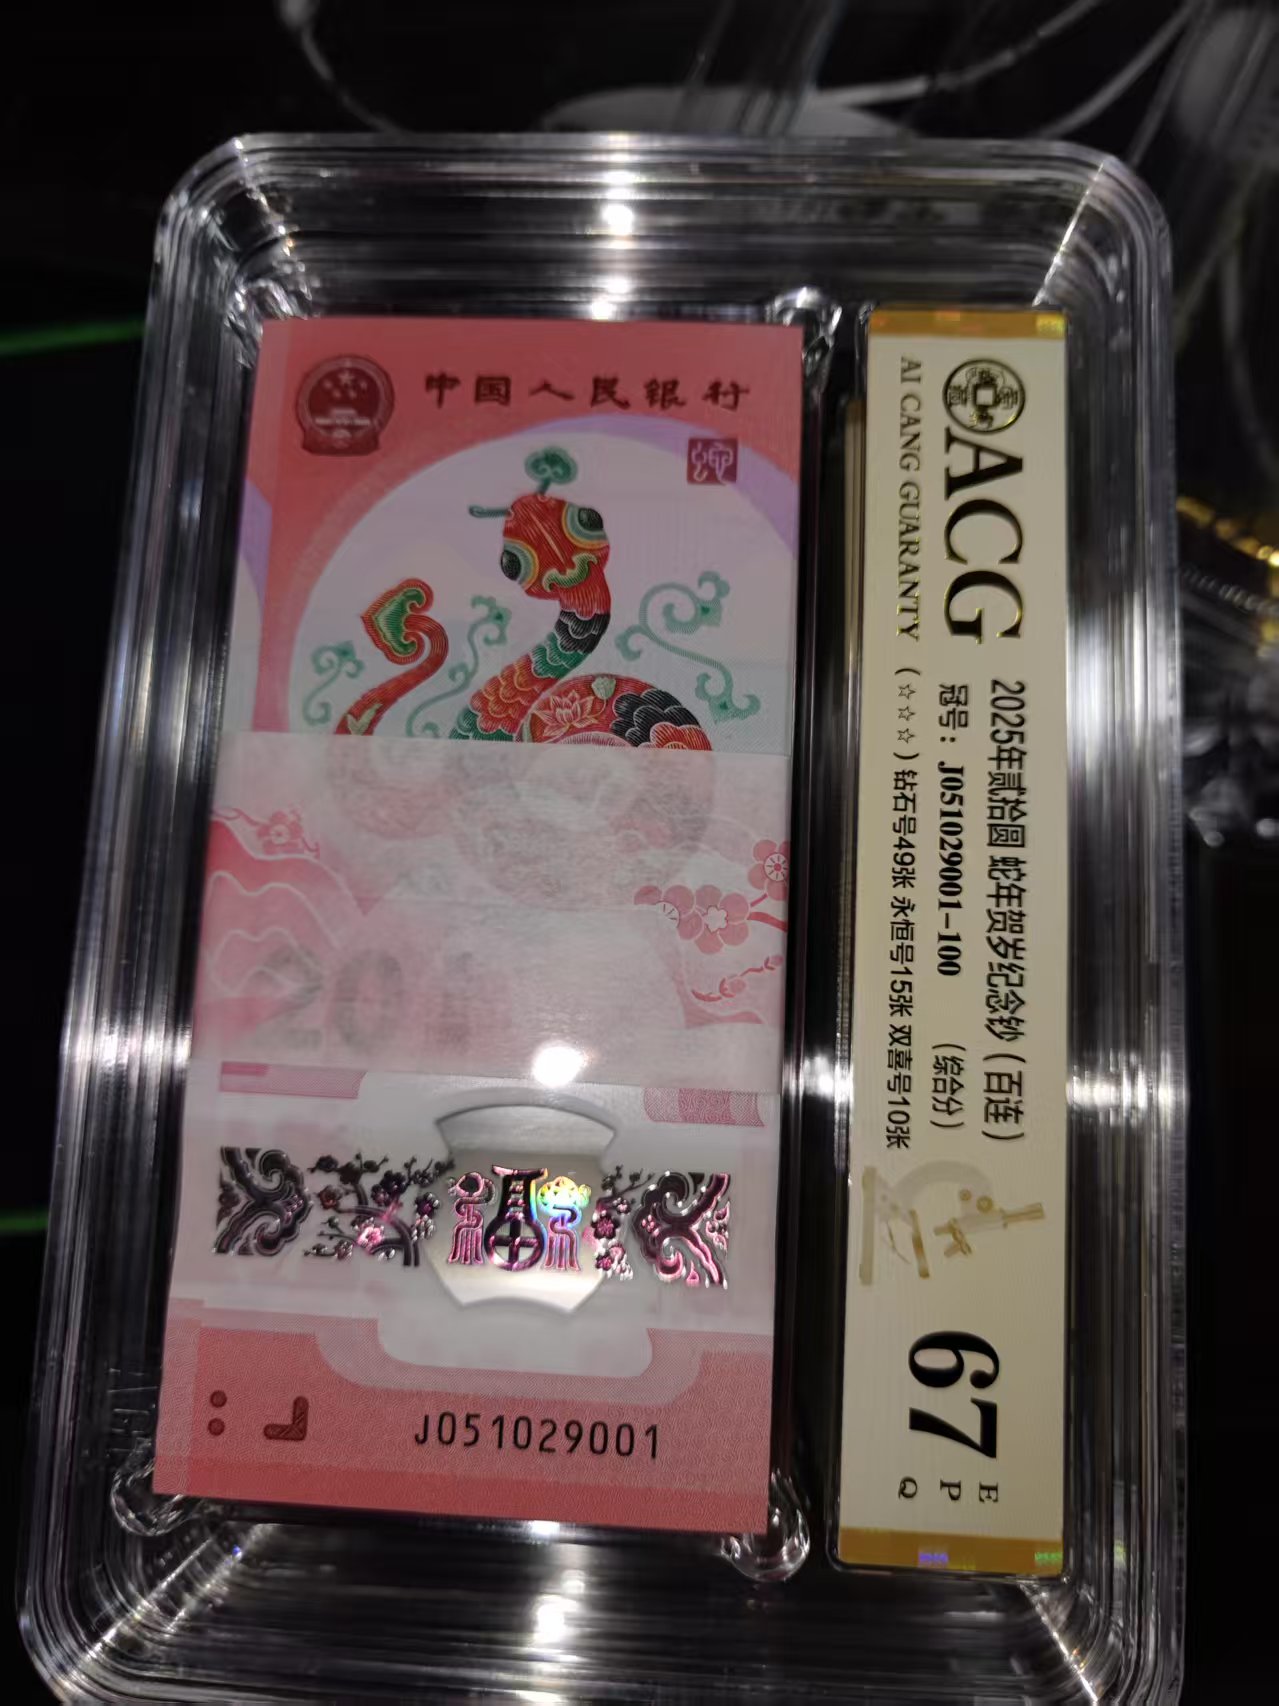 中国人民银行
J051029001
ACG
AI CANG GUARANTY
2025年贰拾圆 蛇年贺岁纪念钞（百连）
冠号：J051029001-100 （综合分）
（☆☆☆）钻石号49张 永恒号15张 双喜号10张
67
E
P
Q